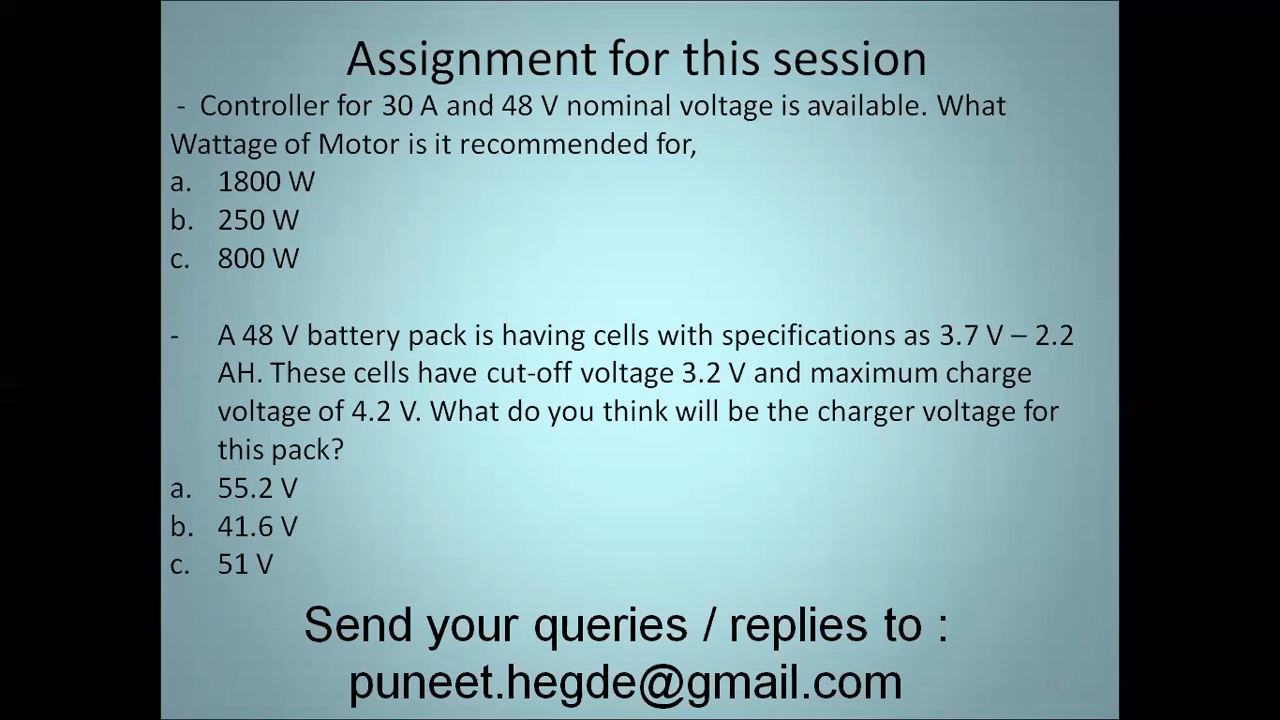 Assignment for this session
- Controller for 30 A and 48 V nominal voltage is available. What
Wattage of Motor is it recommended for,
a. 1800 W
b. 250 W
c. 800 W
- A 48 V battery pack is having cells with specifications as 3.7 V – 2.2
AH. These cells have cut-off voltage 3.2 V and maximum charge
voltage of 4.2 V. What do you think will be the charger voltage for
this pack?
a. 55.2 V
b. 41.6 V
c. 51 V
Send your queries / replies to :
puneet.hegde@gmail.com